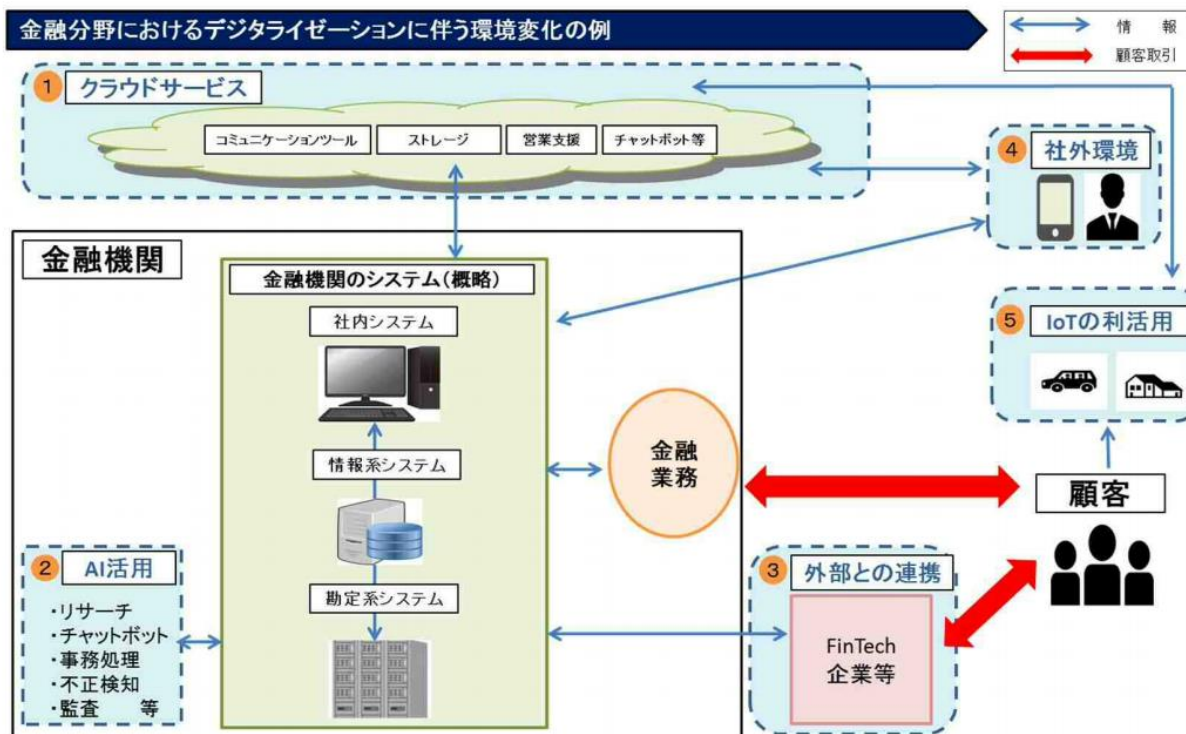 金融分野におけるデジタライゼーションに伴う環境変化の例
情　報
顧客取引
1 クラウドサービス
コミュニケーションツール
ストレージ
営業支援
チャットボット等
4 社外環境
金融機関
金融機関のシステム(概略)
社内システム
情報系システム
勘定系システム
金融
業務
5 IoTの利活用
顧客
2 AI活用
・リサーチ
・チャットボット
・事務処理
・不正検知
・監査　等
3 外部との連携
FinTech
企業等